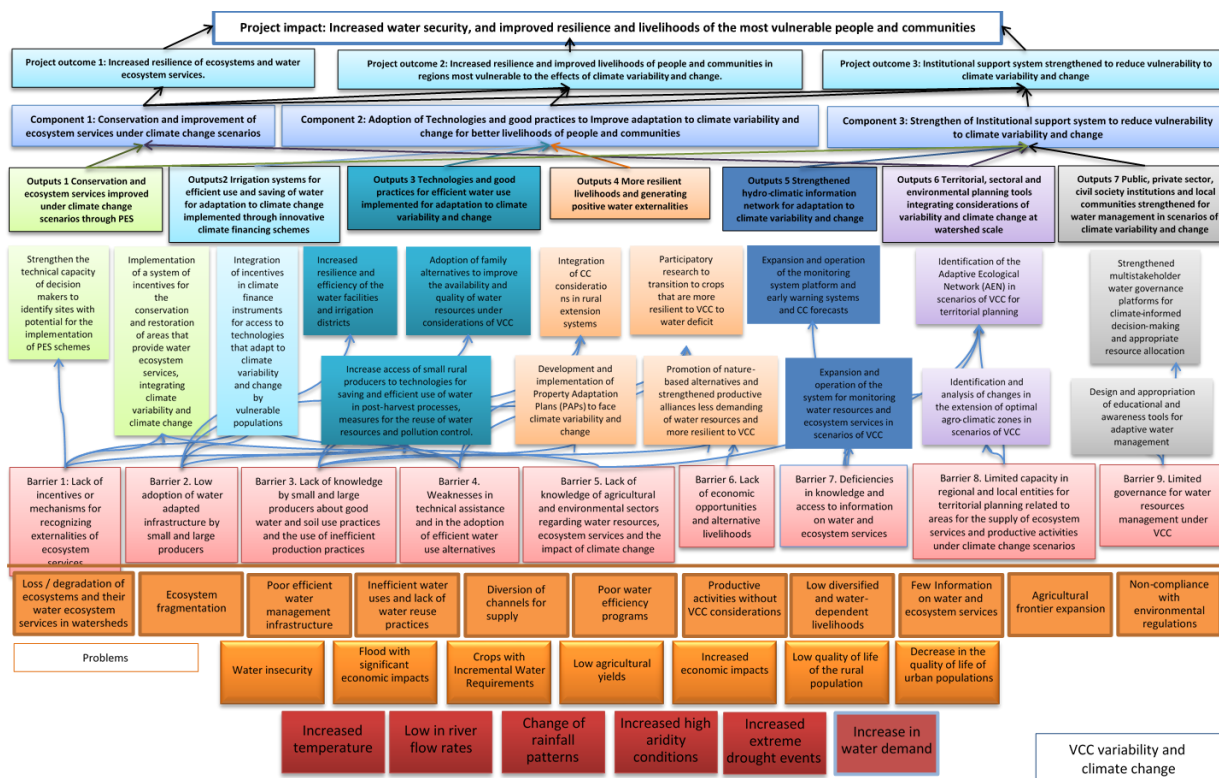 Project impact: Increased water security, and improved resilience and livelihoods of the most vulnerable people and communities
Project outcome 1: Increased resilience of ecosystems and water
ecosystem services.
Project outcome 2: Increased resilience and improved livelihoods of people and communities in
regions most vulnerable to the effects of climate variability and change.
Project outcome 3: Institutional support system strengthened to reduce vulnerability to
climate variability and change
Component 1: Conservation and improvement of
ecosystem services under climate change scenarios
Component 2: Adoption of Technologies and good practices to Improve adaptation to climate variability and
change for better livelihoods of people and communities
Component 3: Strengthen of Institutional support system to reduce vulnerability
to climate variability and change
Outputs 1 Conservation and
ecosystem services improved
under climate change
scenarios through PES
Outputs2 Irrigation systems for
efficient use and saving of water
for adaptation to climate change
implemented through innovative
climate financing schemes
Outputs 3 Technologies and good
practices for efficient water use
implemented for adaptation to climate
variability and change
Outputs 4 More resilient
livelihoods and generating
positive water externalities
Outputs 5 Strengthened
hydro-climatic information
network for adaptation to
climate variability and change
Outputs 6 Territorial, sectoral and
environmental planning tools
integrating considerations of
variability and climate change at
watershed scale
Outputs 7 Public, private sector,
civil society institutions and local
communities strengthened for
water management in scenarios of
climate variability and change
Strengthen the
technical capacity
of decision
makers to
identify sites with
potential for the
implementation
of PES schemes
Implementation
of a system of
incentives for
the
conservation
and restoration
of areas that
provide water
ecosystem
services,
integrating
climate
variability and
climate change
Integration
of incentives
in climate
finance
instruments
for access to
technologies
that adapt to
climate
variability
and change
by
vulnerable
populations
Increased
resilience and
efficiency of the
water facilities
and irrigation
districts
Adoption of family
alternatives to improve
the availability and
quality of water
resources under
considerations of VCC
Integration
of CC
consideratio
ns in rural
extension
systems
Participatory
research to
transition to crops
that are more
resilient to VCC to
water deficit
Expansion and
operation of the
monitoring
system platform and
early warning systems
and CC forecasts
Identification of the
Adaptive Ecological
Network (AEN) in
scenarios of VCC for
territorial planning
Strengthened
multistakeholder
water governance
platforms for
climate-informed
decision-making
and appropriate
resource allocation
Increase access of small rural
producers to technologies for
saving and efficient use of water
in post-harvest processes,
measures for the reuse of water
resources and pollution control.
Development and
implementation of
Property Adaptation
Plans (PAPs) to face
climate variability and
change
Promotion of nature-
based alternatives and
strengthened productive
alliances less demanding
of water resources and
more resilient to VCC
Expansion and
operation of the
system for monitoring
water resources and
ecosystem services in
scenarios of VCC
Identification and
analysis of changes in
the extension of optimal
agro-climatic zones in
scenarios of VCC
Design and appropriation
of educational and
awareness tools for
adaptive water
management
Barrier 1: Lack of
incentives or
mechanisms for
recognizing
externalities of
ecosystem
services
Barrier 2. Low
adoption of water
adapted
infrastructure by
small and large
producers
Barrier 3. Lack of knowledge
by small and large
producers about good
water and soil use practices
and the use of inefficient
production practices
Barrier 4.
Weaknesses in
technical assistance
and in the adoption
of efficient water
use alternatives
Barrier 5. Lack of
knowledge of agricultural
and environmental sectors
regarding water resources,
ecosystem services and the
impact of climate change
Barrier 6. Lack
of economic
opportunities
and alternative
livelihoods
Barrier 7. Deficiencies
in knowledge and
access to information
on water and
ecosystem services
Barrier 8. Limited capacity in
regional and local entities for
territorial planning related to
areas for the supply of ecosystem
services and productive activities
under climate change scenarios
Barrier 9. Limited
governance for water
resources
management under
VCC
Loss / degradation of
ecosystems and their
water ecosystem
services in watersheds
Ecosystem
fragmentation
Poor efficient
water
management
infrastructure
Inefficient water
uses and lack of
water reuse
practices
Diversion of
channels for
supply
Poor water
efficiency
programs
Productive
activities without
VCC considerations
Low diversified
and water-
dependent
livelihoods
Few Information
on water and
ecosystem services
Agricultural
frontier expansion
Non-compliance
with
environmental
regulations
Problems
Water insecurity
Flood with
significant
economic impacts
Crops with
Incremental Water
Requirements
Low agricultural
yields
Increased
economic impacts
Low quality of life
of the rural
population
Decrease in the
quality of life of
urban populations
Increased
temperature
Low in river
flow rates
Change of
rainfall
patterns
Increased high
aridity
conditions
Increased
extreme
drought events
Increase in
water demand
VCC variability and
climate change